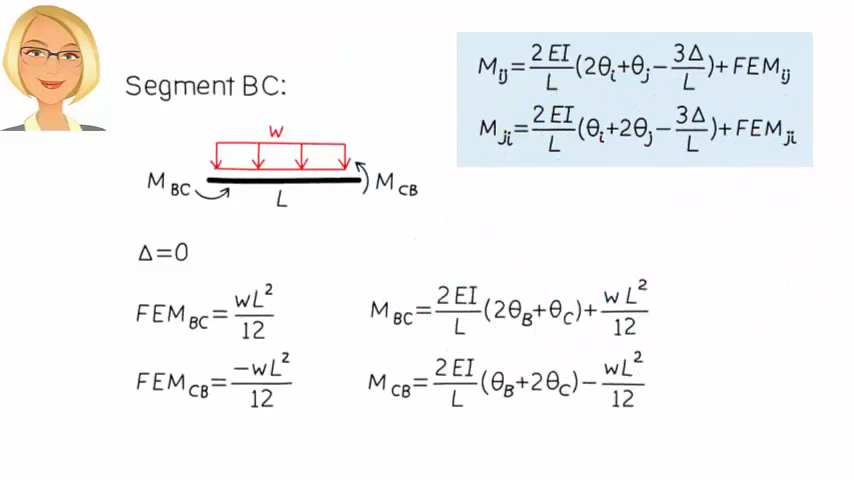 Segment BC:
M_ij = 2EI/L (2θ_i + θ_j − 3Δ/L) + FEM_ij
M_ji = 2EI/L (θ_i + 2θ_j − 3Δ/L) + FEM_ji
w
M_BC
M_CB
L
Δ=0
FEM_BC = wL²/12
M_BC = 2EI/L (2θ_B + θ_C) + wL²/12
FEM_CB = −wL²/12
M_CB = 2EI/L (θ_B + 2θ_C) − wL²/12